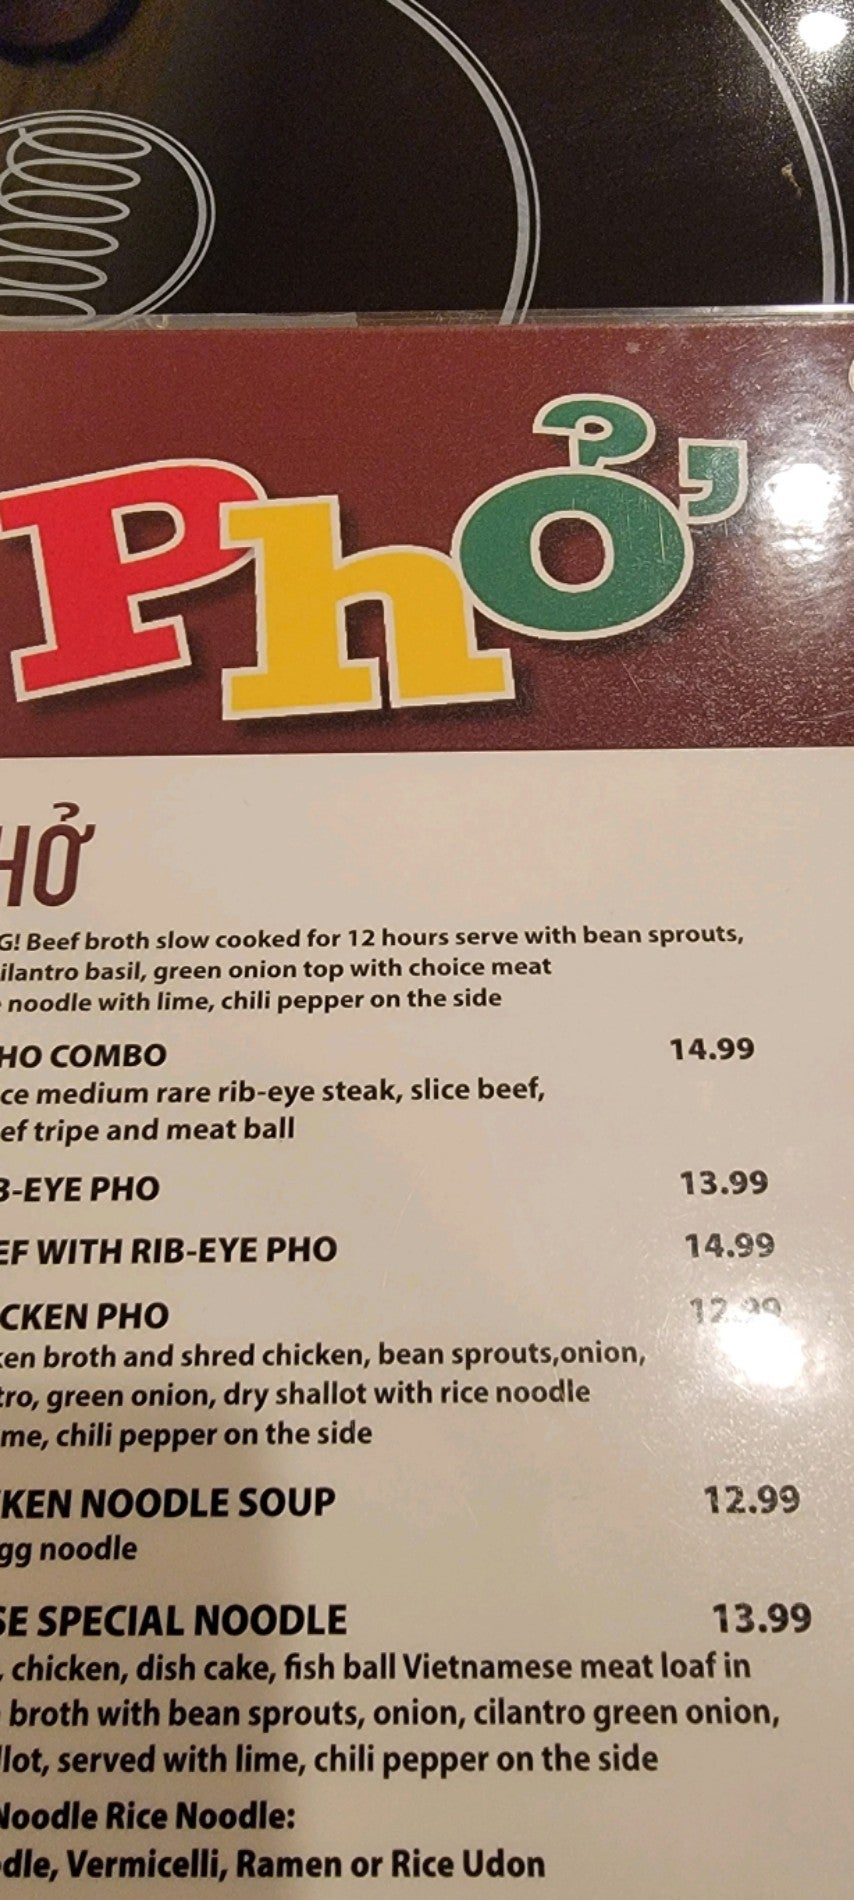 Phở,
HỞ
G! Beef broth slow cooked for 12 hours serve with bean sprouts,
ilantro basil, green onion top with choice meat
noodle with lime, chili pepper on the side
HO COMBO 14.99
ce medium rare rib-eye steak, slice beef,
ef tripe and meat ball
B-EYE PHO 13.99
EF WITH RIB-EYE PHO 14.99
CKEN PHO 12.99
ken broth and shred chicken, bean sprouts,onion,
tro, green onion, dry shallot with rice noodle
me, chili pepper on the side
KEN NOODLE SOUP 12.99
gg noodle
SE SPECIAL NOODLE 13.99
, chicken, dish cake, fish ball Vietnamese meat loaf in
broth with bean sprouts, onion, cilantro green onion,
llot, served with lime, chili pepper on the side
Noodle Rice Noodle:
dle, Vermicelli, Ramen or Rice Udon